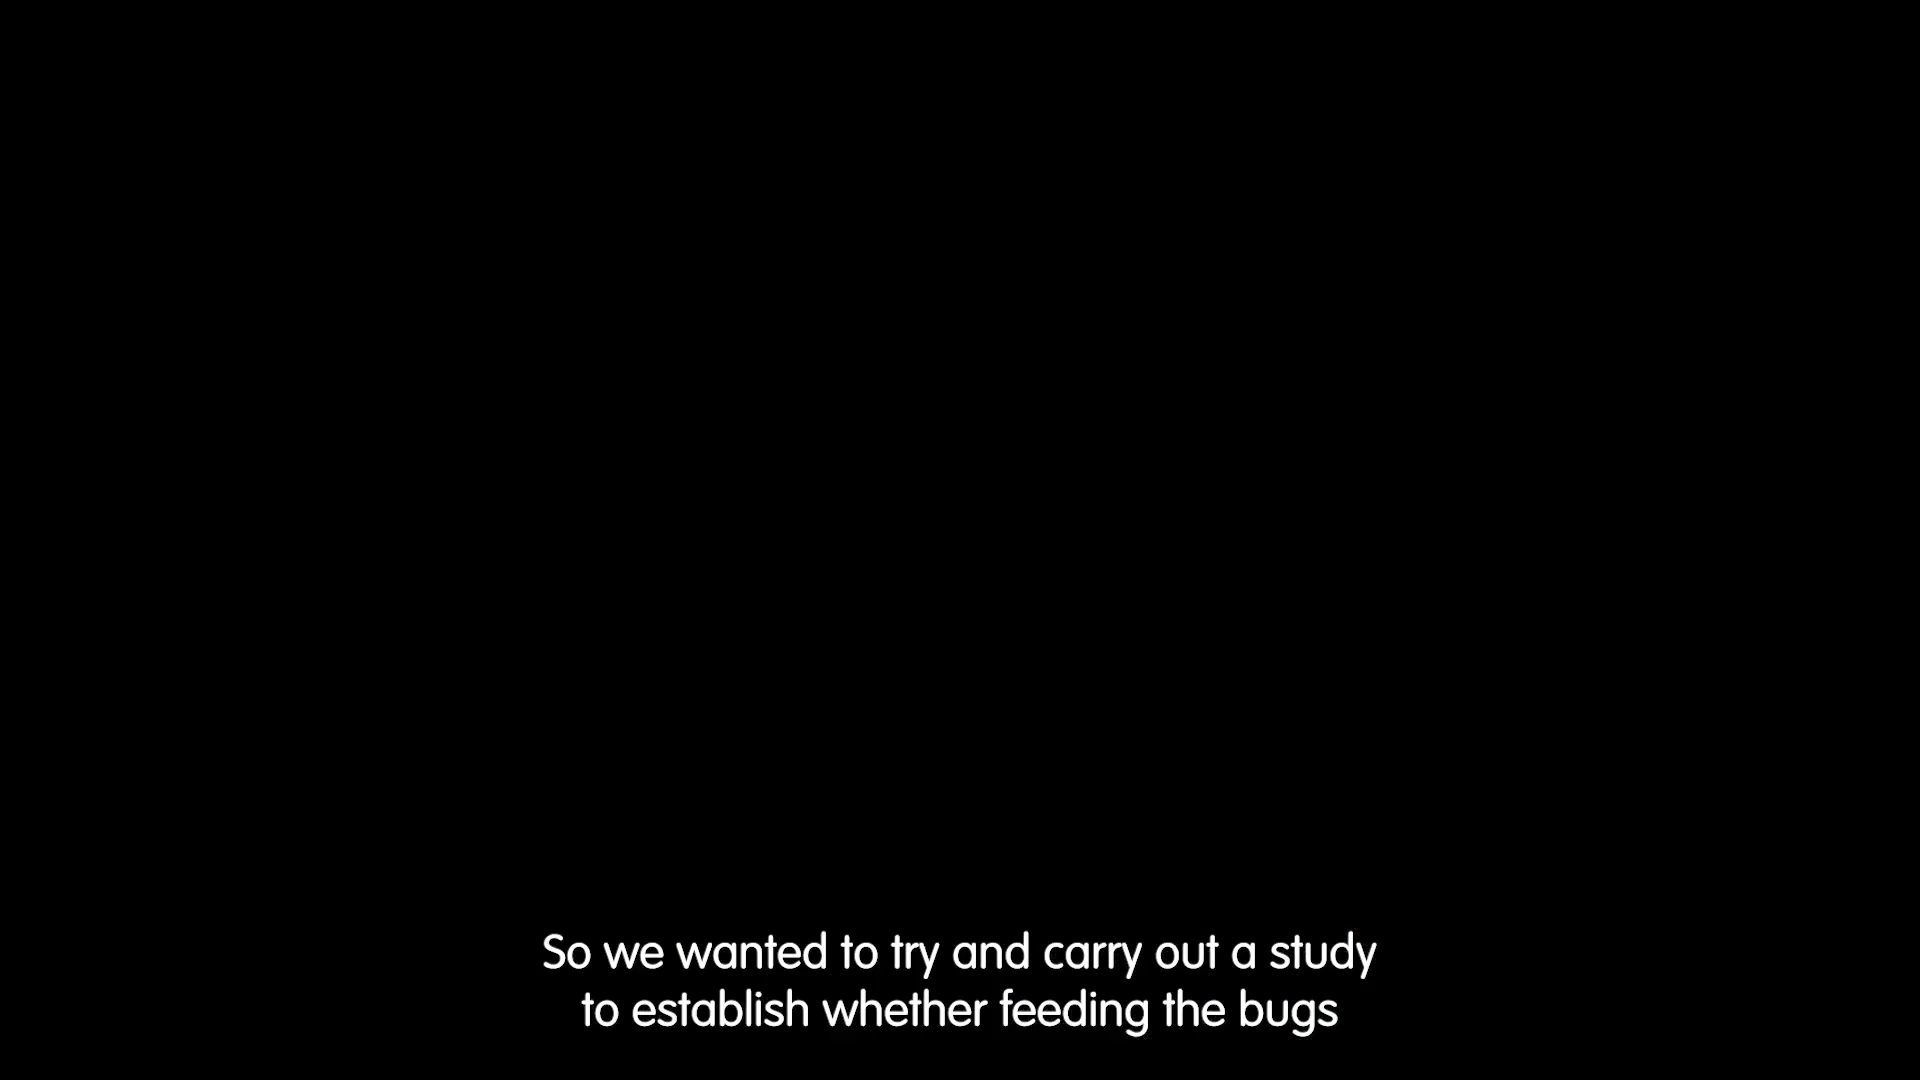 So we wanted to try and carry out a study
to establish whether feeding the bugs